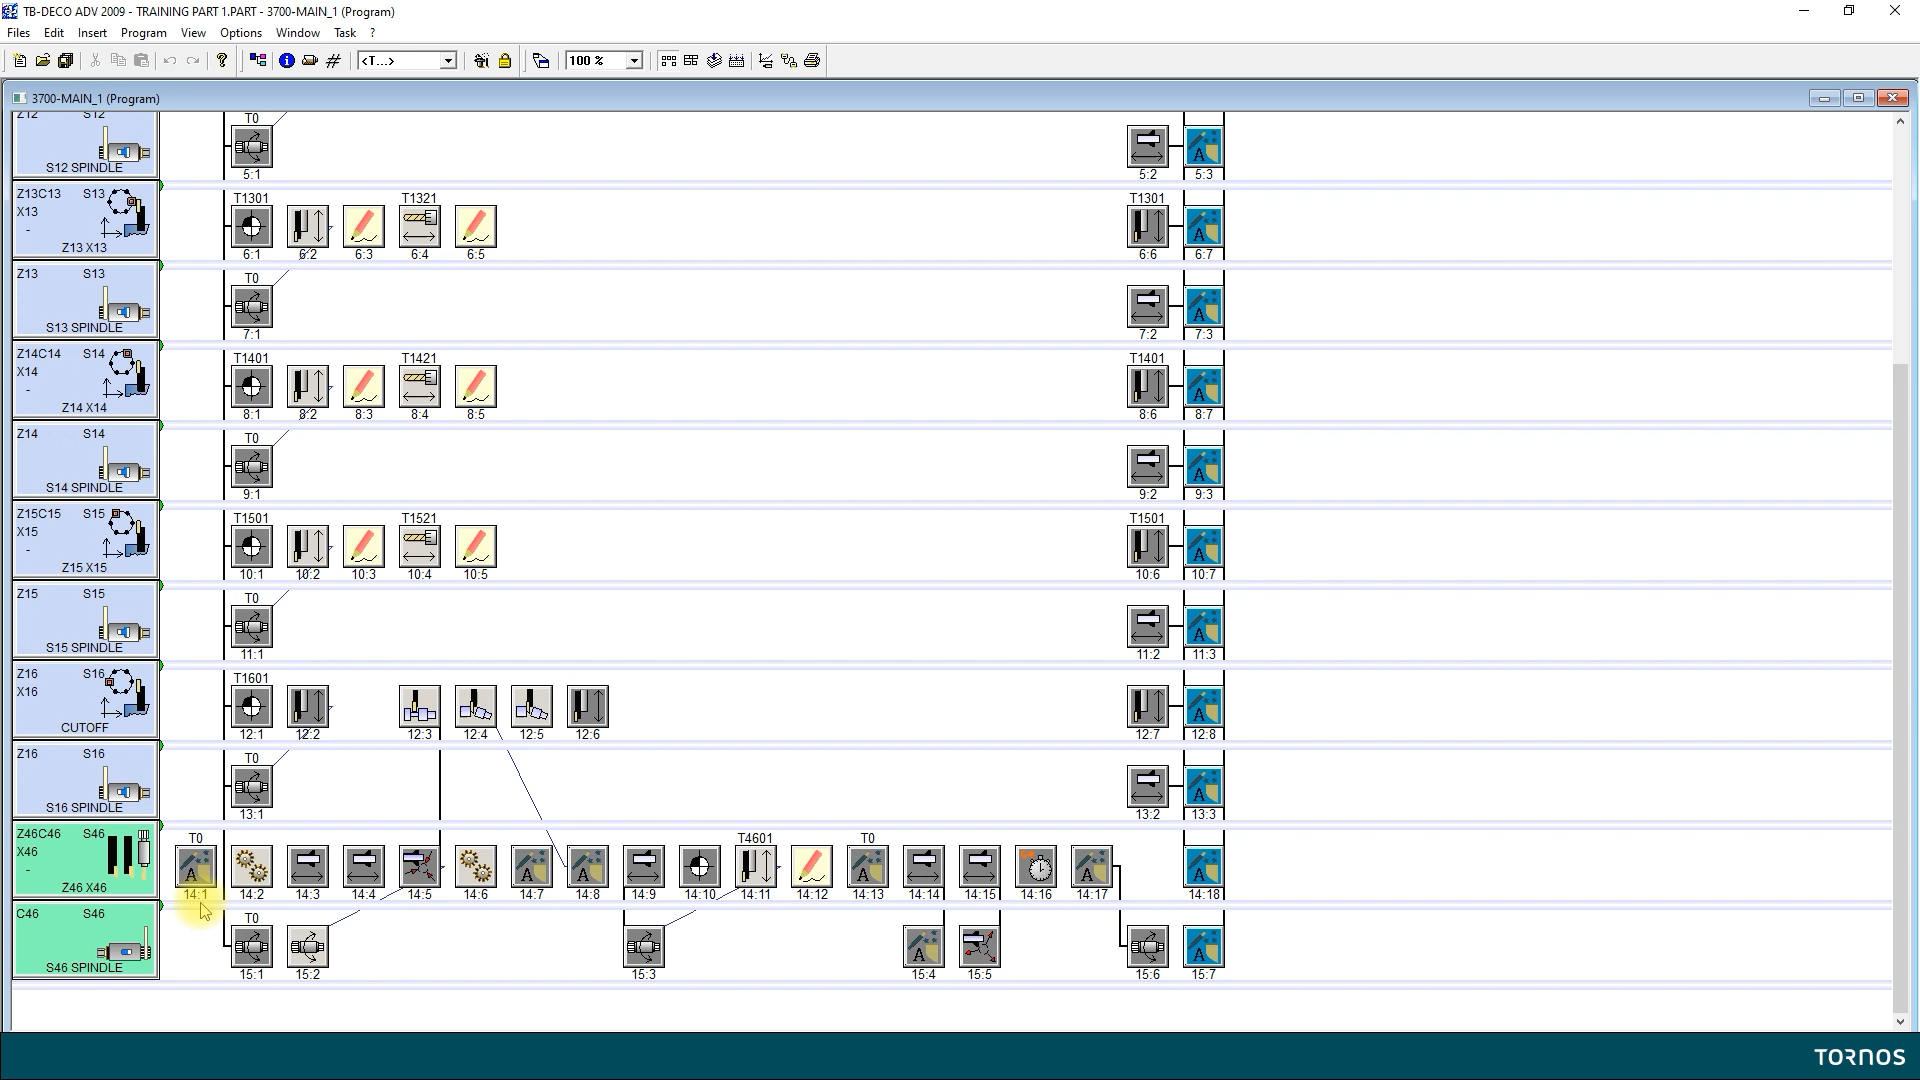 TB-DECO ADV 2009 - TRAINING PART 1.PART - 3700-MAIN_1 (Program)
Files Edit Insert Program View Options Window Task ?
<T...> 100 %
3700-MAIN_1 (Program)
Z12 S12 T0
S12 SPINDLE 5:1 5:2 5:3
Z13C13 S13 T1301 T1321 T1301
X13
-
Z13 X13 6:1 6:2 6:3 6:4 6:5 6:6 6:7
Z13 S13 T0
S13 SPINDLE 7:1 7:2 7:3
Z14C14 S14 T1401 T1421 T1401
X14
-
Z14 X14 8:1 8:2 8:3 8:4 8:5 8:6 8:7
Z14 S14 T0
S14 SPINDLE 9:1 9:2 9:3
Z15C15 S15 T1501 T1521 T1501
X15
-
Z15 X15 10:1 10:2 10:3 10:4 10:5 10:6 10:7
Z15 S15 T0
S15 SPINDLE 11:1 11:2 11:3
Z16 S16 T1601
X16
CUTOFF 12:1 12:2 12:3 12:4 12:5 12:6 12:7 12:8
Z16 S16 T0
S16 SPINDLE 13:1 13:2 13:3
Z46C46 S46 T0 T4601 T0
X46
-
Z46 X46 14:1 14:2 14:3 14:4 14:5 14:6 14:7 14:8 14:9 14:10 14:11 14:12 14:13 14:14 14:15 14:16 14:17 14:18
C46 S46 T0
S46 SPINDLE 15:1 15:2 15:3 15:4 15:5 15:6 15:7
TORNOS